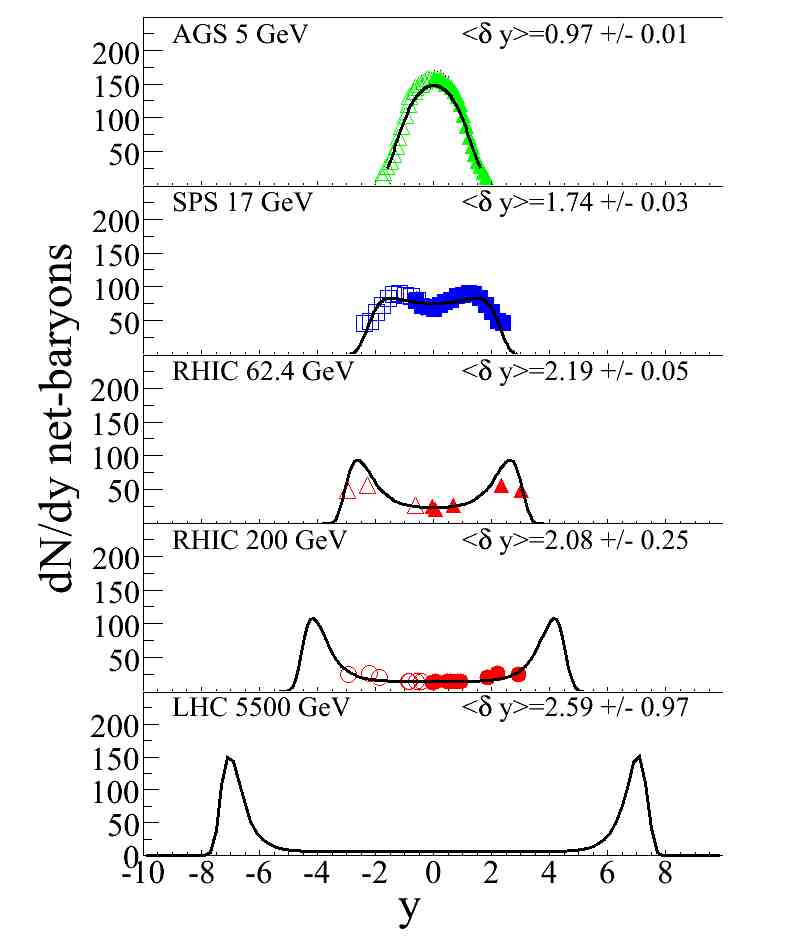 AGS 5 GeV <δ y>=0.97 +/- 0.01
200
150
100
50
SPS 17 GeV <δ y>=1.74 +/- 0.03
200
150
100
50
RHIC 62.4 GeV <δ y>=2.19 +/- 0.05
200
150
100
50
RHIC 200 GeV <δ y>=2.08 +/- 0.25
200
150
100
50
LHC 5500 GeV <δ y>=2.59 +/- 0.97
200
150
100
50
0
-10 -8 -6 -4 -2 0 2 4 6 8
y
dN/dy net-baryons